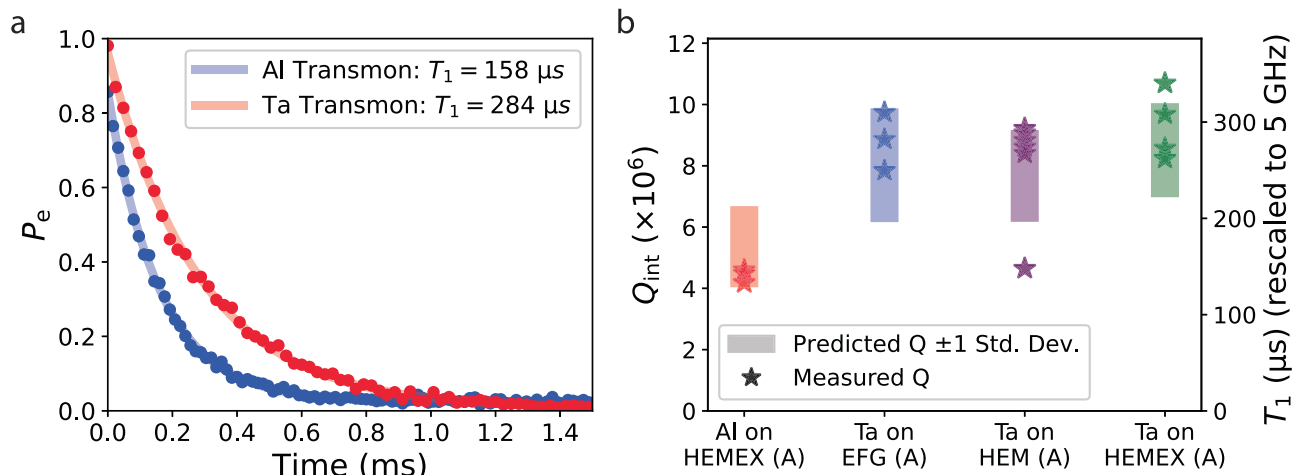 a
1.0
0.8
0.6
0.4
0.2
0.0
Pe
Al Transmon: T1 = 158 μs
Ta Transmon: T1 = 284 μs
0.0 0.2 0.4 0.6 0.8 1.0 1.2 1.4
Time (ms)
b
12
10
8
6
4
2
0
Qint (×10⁶)
Predicted Q ±1 Std. Dev.
Measured Q
300
200
100
0
T1 (μs) (rescaled to 5 GHz)
Al on Ta on Ta on Ta on
HEMEX (A) EFG (A) HEM (A) HEMEX (A)